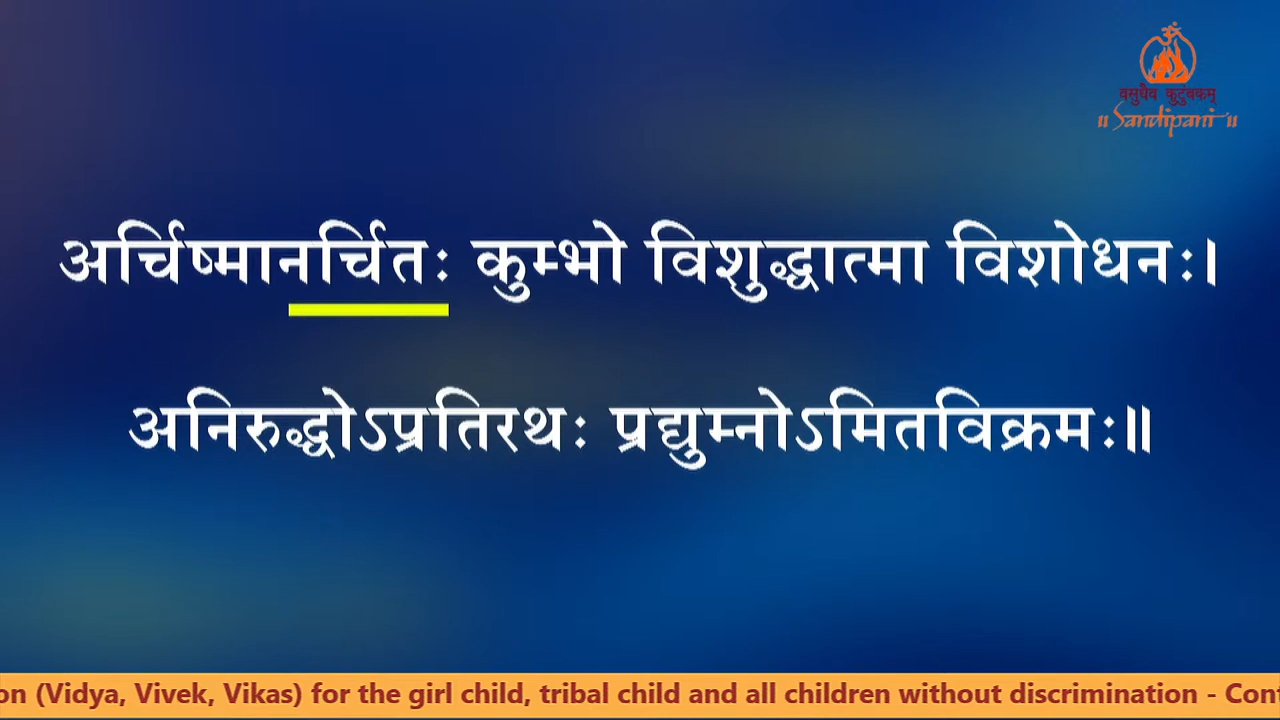 ॐ
वसुधैव कुटुंबकम्
॥ Sandipani ॥
अर्चिष्मानर्चितः कुम्भो विशुद्धात्मा विशोधनः।
अनिरुद्धोऽप्रतिरथः प्रद्युम्नोऽमितविक्रमः॥
on (Vidya, Vivek, Vikas) for the girl child, tribal child and all children without discrimination - Con